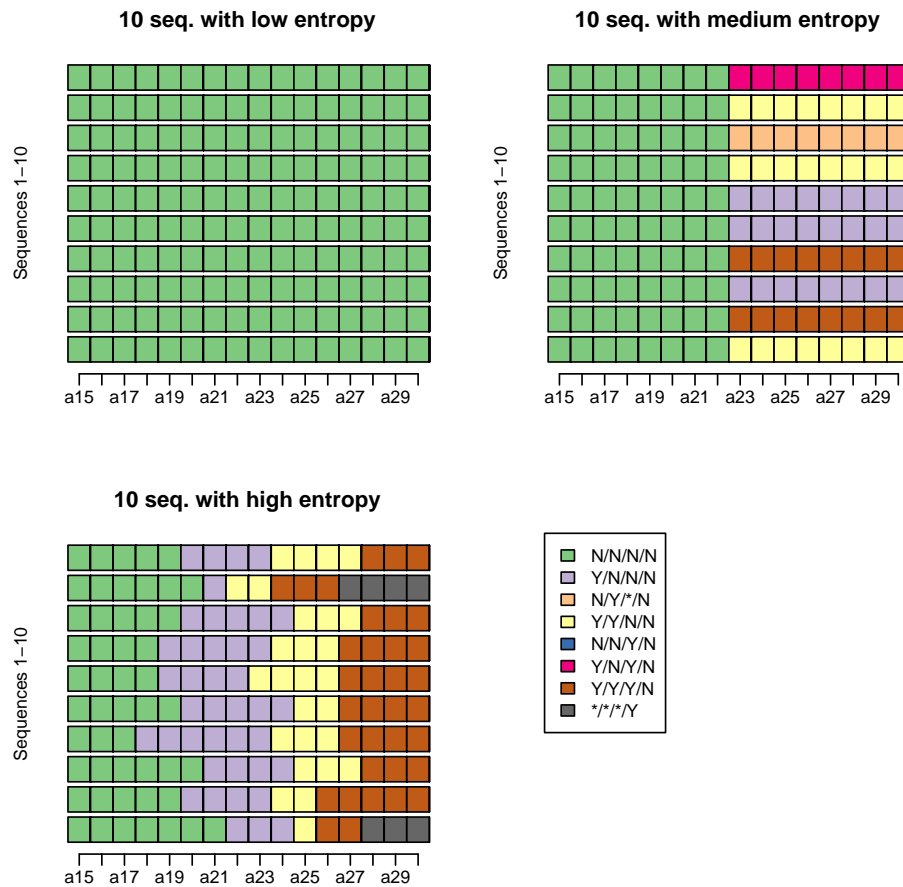 10 seq. with low entropy
Sequences 1–10
a15 a17 a19 a21 a23 a25 a27 a29
10 seq. with medium entropy
Sequences 1–10
a15 a17 a19 a21 a23 a25 a27 a29
10 seq. with high entropy
Sequences 1–10
a15 a17 a19 a21 a23 a25 a27 a29
N/N/N/N
Y/N/N/N
N/Y/*/N
Y/Y/N/N
N/N/Y/N
Y/N/Y/N
Y/Y/Y/N
*/*/*/Y